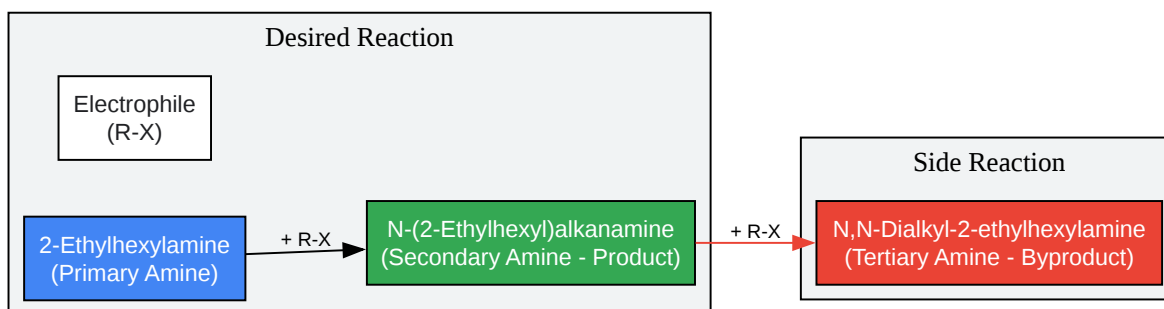 Desired Reaction
Electrophile
(R-X)
2-Ethylhexylamine
(Primary Amine)
+ R-X
N-(2-Ethylhexyl)alkanamine
(Secondary Amine - Product)
+ R-X
Side Reaction
N,N-Dialkyl-2-ethylhexylamine
(Tertiary Amine - Byproduct)